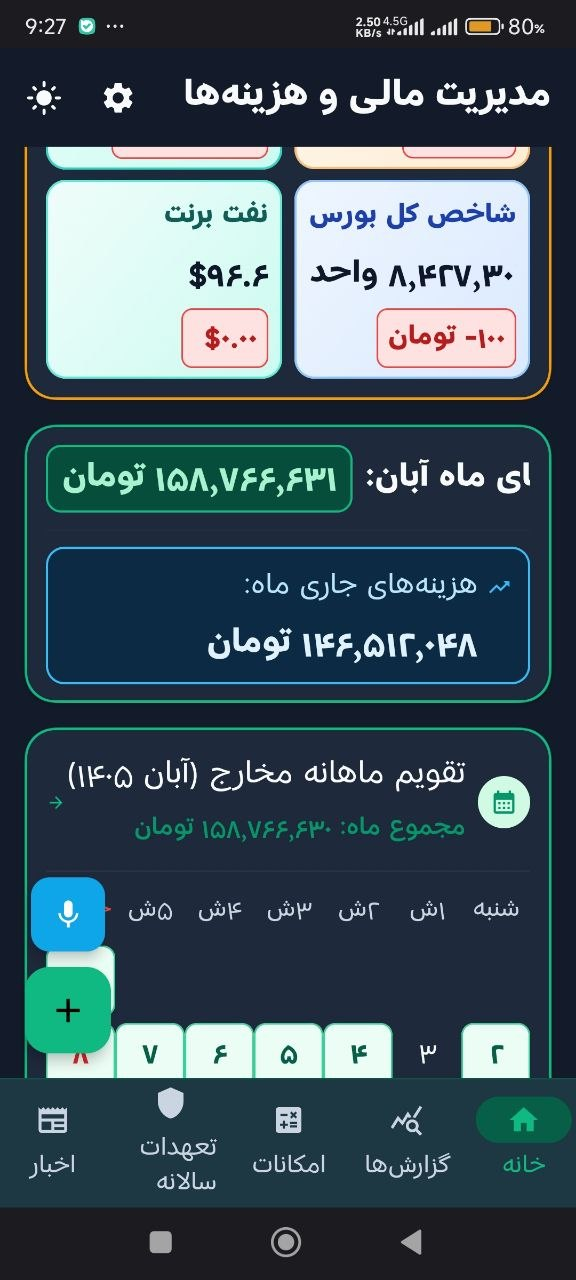 9:27
2.50 KB/s 4.5G 80%
مدیریت مالی و هزینه‌ها
شاخص کل بورس
۸,۴۲۷,۳۰ واحد
-۱۰۰ تومان
نفت برنت
$۹۶.۶
$۰.۰۰
ای ماه آبان:
۱۵۸,۷۶۶,۶۳۱ تومان
هزینه‌های جاری ماه:
۱۴۶,۵۱۲,۰۴۸ تومان
تقویم ماهانه مخارج (آبان ۱۴۰۵)
مجموع ماه: ۱۵۸,۷۶۶,۶۳۰ تومان
شنبه ۱ش ۲ش ۳ش ۴ش ۵ش
۲ ۳ ۴ ۵ ۶ ۷ ۸
خانه
گزارش‌ها
امکانات
تعهدات
سالانه
اخبار